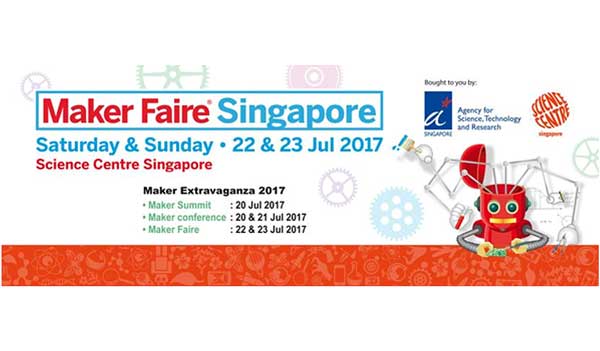 Maker Faire® Singapore
Saturday & Sunday • 22 & 23 Jul 2017
Science Centre Singapore
Maker Extravaganza 2017
• Maker Summit : 20 Jul 2017
• Maker conference : 20 & 21 Jul 2017
• Maker Faire : 22 & 23 Jul 2017
Brought to you by:
A
SINGAPORE
Agency for
Science, Technology
and Research
SCIENCE
CENTRE
singapore